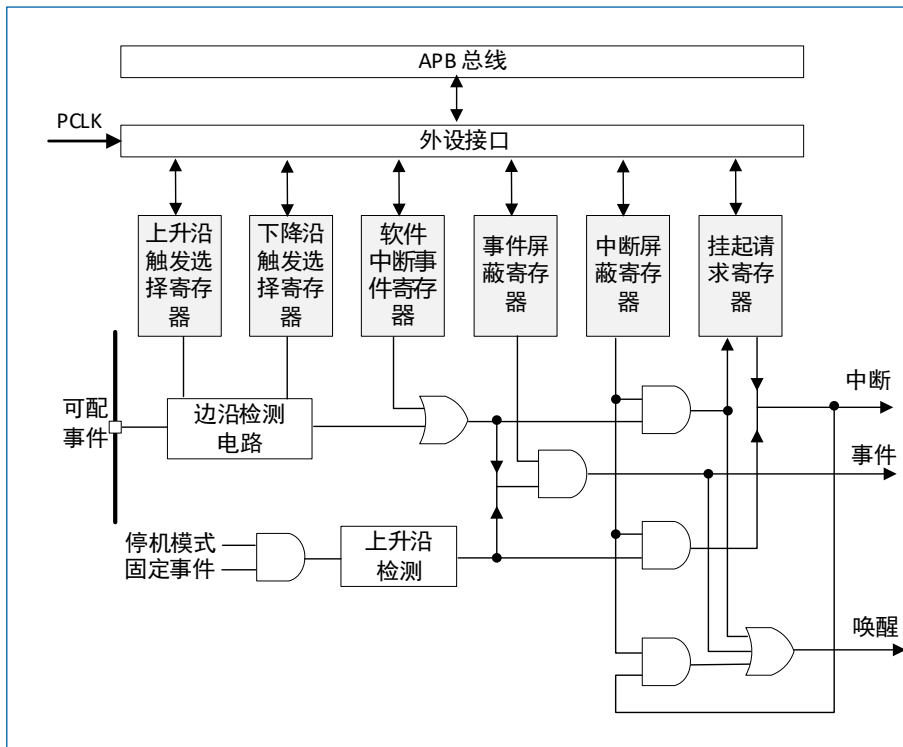 APB 总线
PCLK
外设接口
上升沿
触发选
择寄存
器
下降沿
触发选
择寄存
器
软件
中断事
件寄存
器
事件屏
蔽寄存
器
中断屏
蔽寄存
器
挂起请
求寄存
器
中断
可配
事件
边沿检测
电路
事件
停机模式
固定事件
上升沿
检测
唤醒